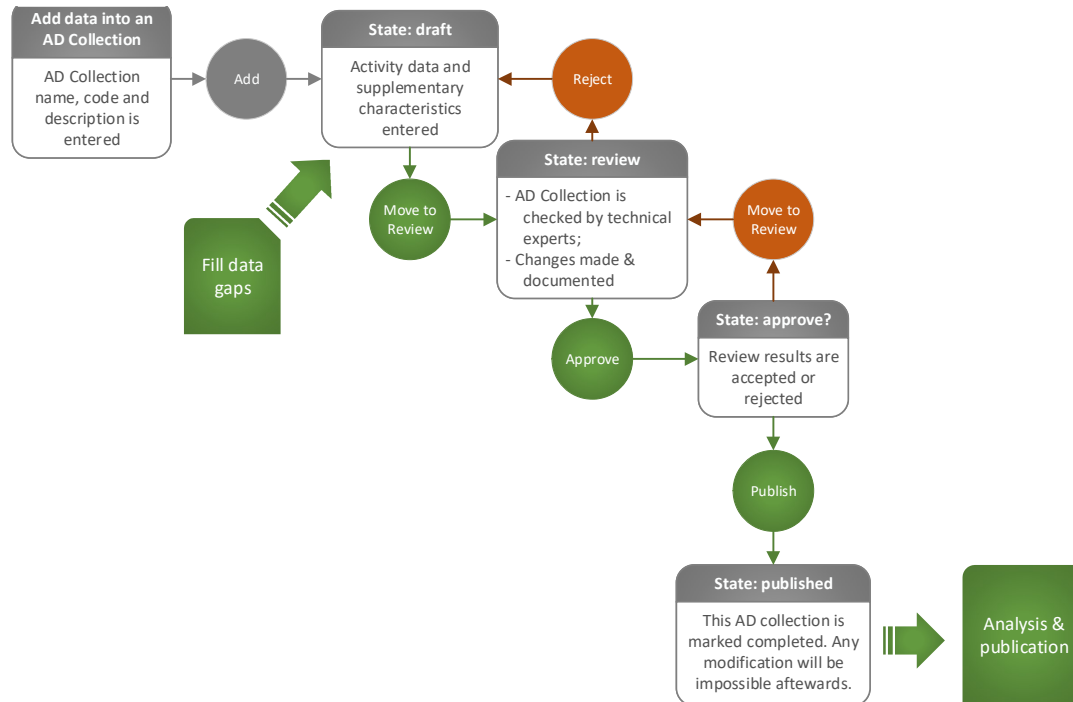 Add data into an
AD Collection
AD Collection
name, code and
description is
entered
Add
State: draft
Activity data and
supplementary
characteristics
entered
Reject
Fill data
gaps
Move to
Review
State: review
- AD Collection is
checked by technical
experts;
- Changes made &
documented
Move to
Review
Approve
State: approve?
Review results are
accepted or
rejected
Publish
State: published
This AD collection is
marked completed. Any
modification will be
impossible aftewards.
Analysis &
publication